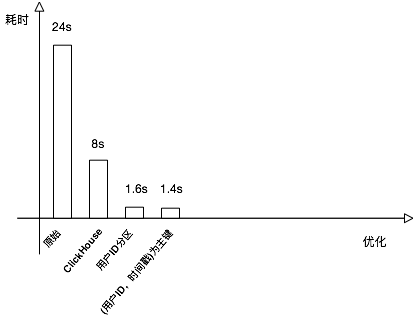 耗时
24s
8s
1.6s
1.4s
原始
ClickHouse
用户ID分区
(用户ID，时间戳)为主键
优化